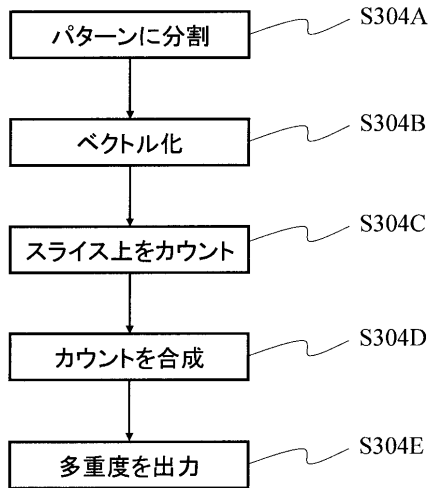 パターンに分割
S304A
ベクトル化
S304B
スライス上をカウント
S304C
カウントを合成
S304D
多重度を出力
S304E